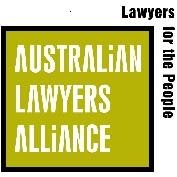 Lawyers
for the People
AUSTRALiAN
LAWYERS
ALLiANCE